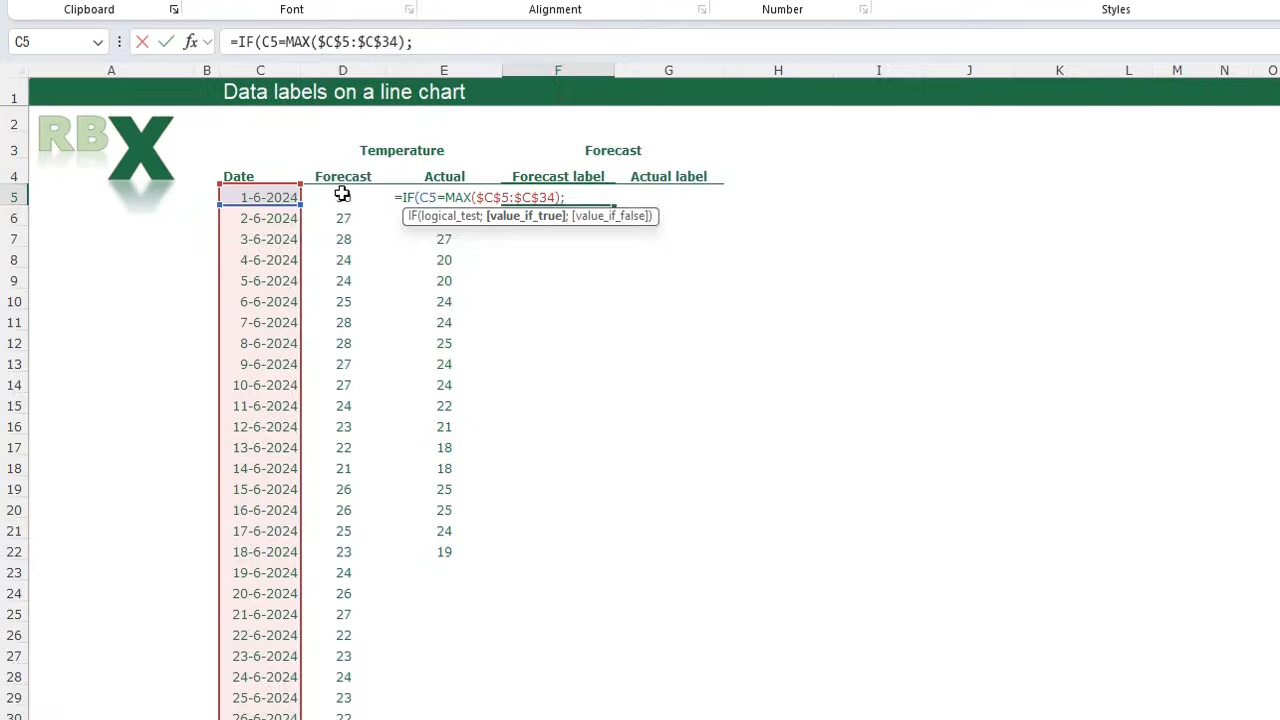 Clipboard Font Alignment Number Styles
C5 fx =IF(C5=MAX($C$5:$C$34);
A B C D E F G H I J K L M N O
1 Data labels on a line chart
2 RBX
3 Temperature Forecast
4 Date Forecast Actual Forecast label Actual label
5 1-6-2024 =IF(C5=MAX($C$5:$C$34);
6 2-6-2024 27 IF(logical_test; [value_if_true]; [value_if_false])
7 3-6-2024 28 27
8 4-6-2024 24 20
9 5-6-2024 24 20
10 6-6-2024 25 24
11 7-6-2024 28 24
12 8-6-2024 28 25
13 9-6-2024 27 24
14 10-6-2024 27 24
15 11-6-2024 24 22
16 12-6-2024 23 21
17 13-6-2024 22 18
18 14-6-2024 21 18
19 15-6-2024 26 25
20 16-6-2024 26 25
21 17-6-2024 25 24
22 18-6-2024 23 19
23 19-6-2024 24
24 20-6-2024 26
25 21-6-2024 27
26 22-6-2024 22
27 23-6-2024 23
28 24-6-2024 24
29 25-6-2024 23
30 26-6-2024 22